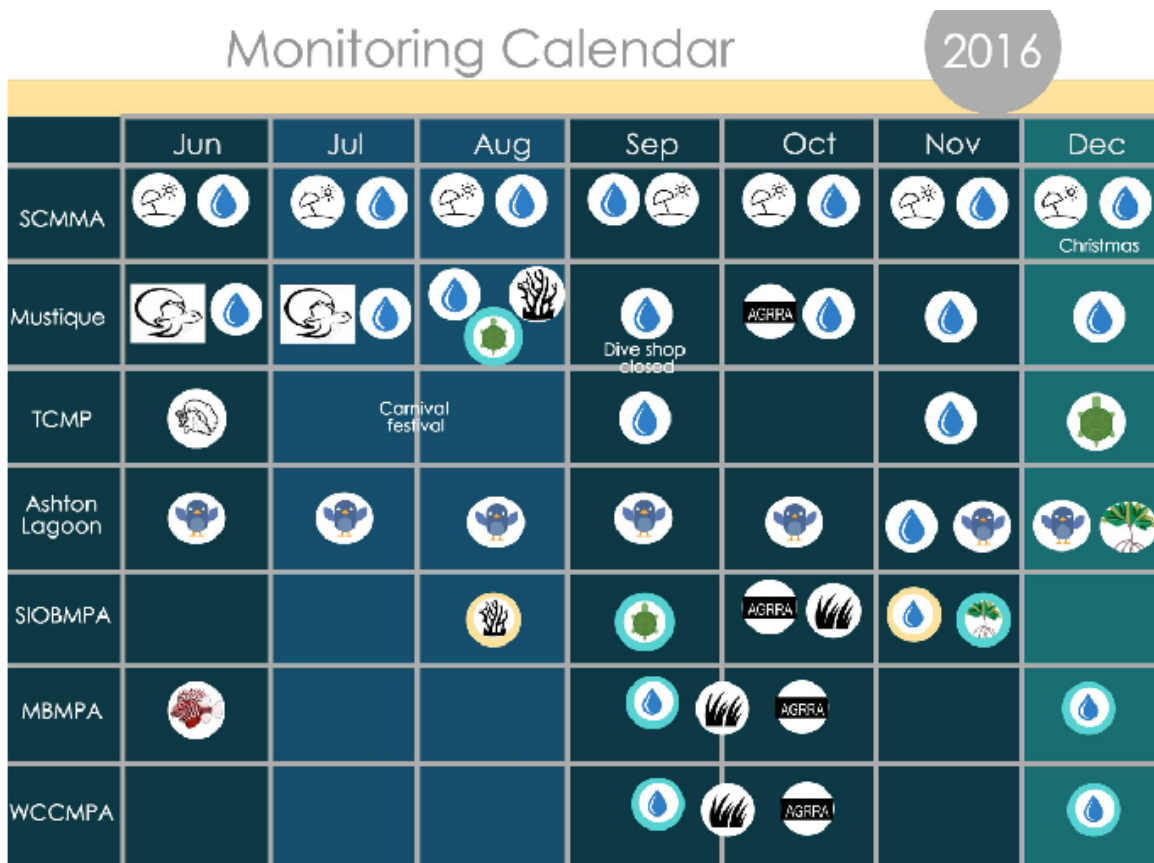 Monitoring Calendar
2016
Jun Jul Aug Sep Oct Nov Dec
SCMMA
Christmas
Mustique
AGRRA
Dive shop
closed
TCMP
Carnival
festival
Ashton
Lagoon
SIOBMPA
AGRRA
MBMPA
AGRRA
WCCMPA
AGRRA